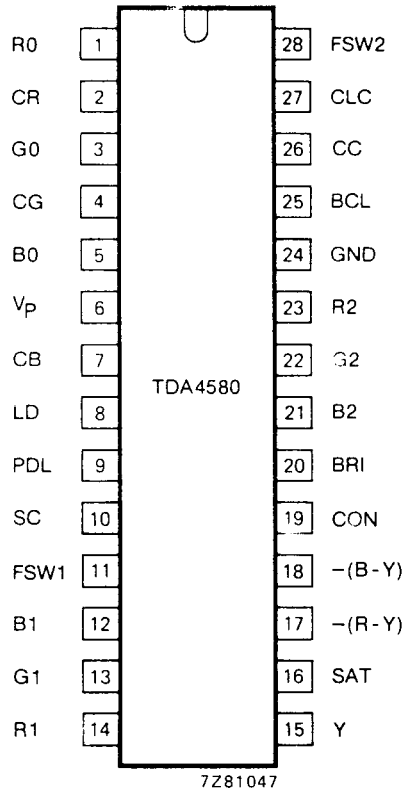 R0 1 28 FSW2
CR 2 27 CLC
G0 3 26 CC
CG 4 25 BCL
B0 5 24 GND
VP 6 23 R2
CB 7 22 G2
TDA4580
LD 8 21 B2
PDL 9 20 BRI
SC 10 19 CON
FSW1 11 18 −(B-Y)
B1 12 17 −(R-Y)
G1 13 16 SAT
R1 14 15 Y
7Z81047